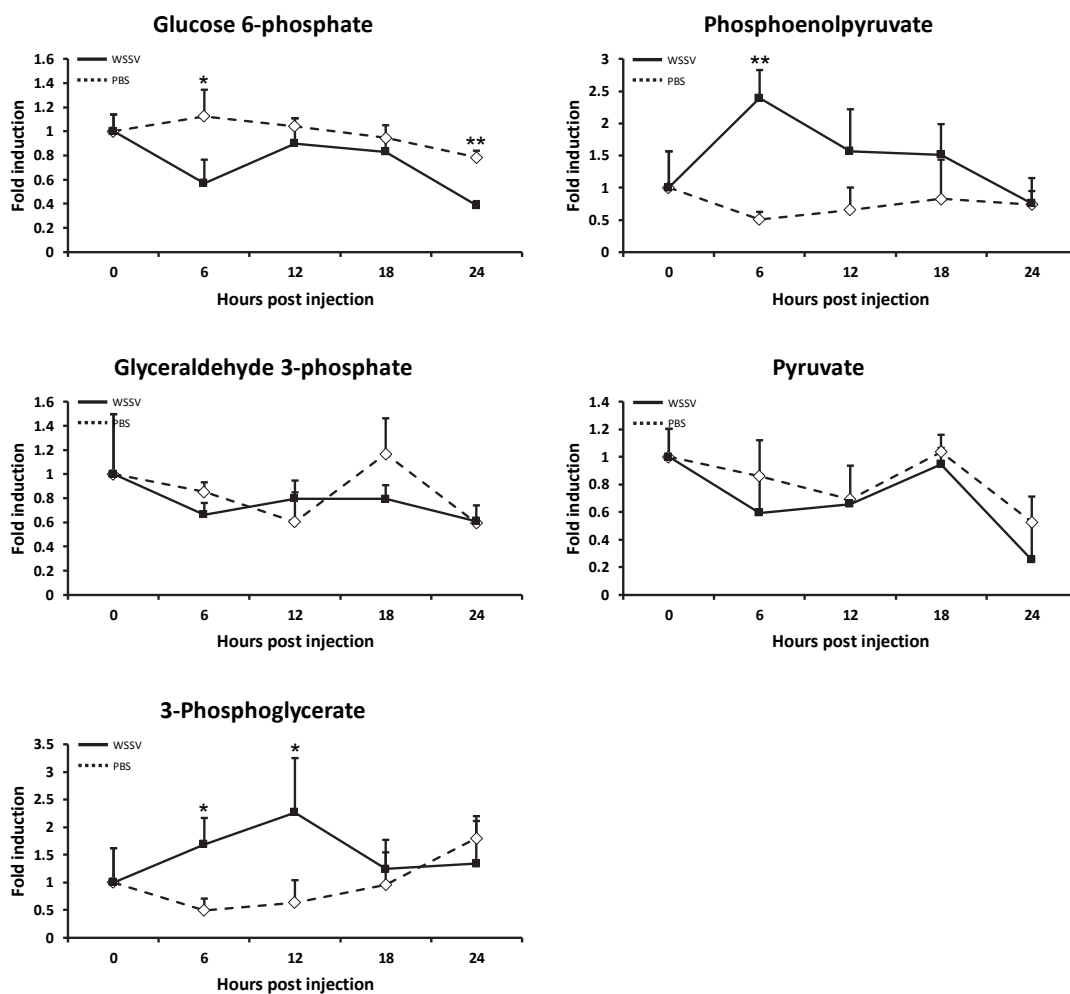 Glucose 6-phosphate
Fold induction
1.6
1.4
1.2
1
0.8
0.6
0.4
0.2
0
WSSV
PBS
*
**
0 6 12 18 24
Hours post injection
Phosphoenolpyruvate
Fold induction
3
2.5
2
1.5
1
0.5
0
WSSV
PBS
**
0 6 12 18 24
Hours post injection
Glyceraldehyde 3-phosphate
Fold induction
1.6
1.4
1.2
1
0.8
0.6
0.4
0.2
0
WSSV
PBS
0 6 12 18 24
Hours post injection
Pyruvate
Fold induction
1.4
1.2
1
0.8
0.6
0.4
0.2
0
WSSV
PBS
0 6 12 18 24
Hours post injection
3-Phosphoglycerate
Fold induction
3.5
3
2.5
2
1.5
1
0.5
0
WSSV
PBS
*
*
0 6 12 18 24
Hours post injection